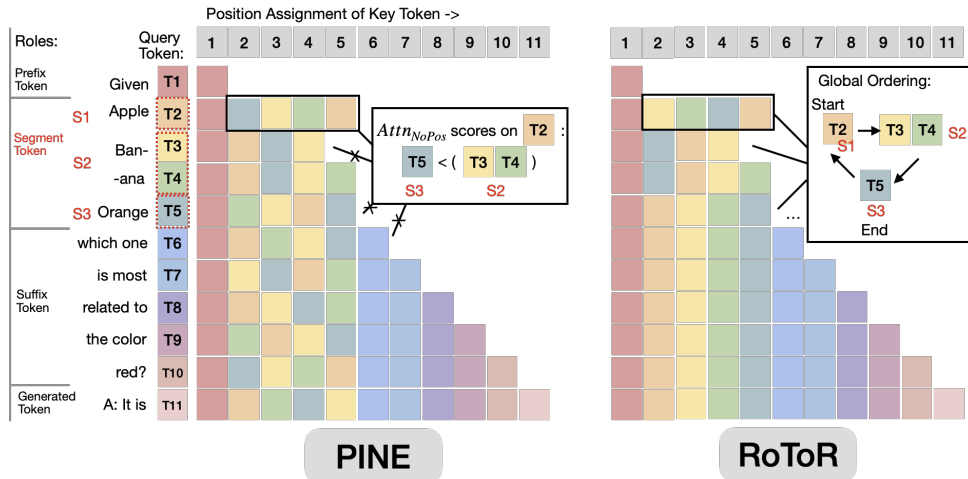 Position Assignment of Key Token ->
Roles:
Query Token:
1 2 3 4 5 6 7 8 9 10 11
1 2 3 4 5 6 7 8 9 10 11
Prefix Token
Given T1
Segment Token
S1 Apple T2
S2 Ban- T3
-ana T4
S3 Orange T5
Suffix Token
which one T6
is most T7
related to T8
the color T9
red? T10
Generated Token
A: It is T11
Attn_NoPos scores on T2 :
T5 < ( T3 T4 )
S3 S2
PINE
Global Ordering:
Start
T2 T3 T4 S2
S1
T5
S3
End
...
RoToR